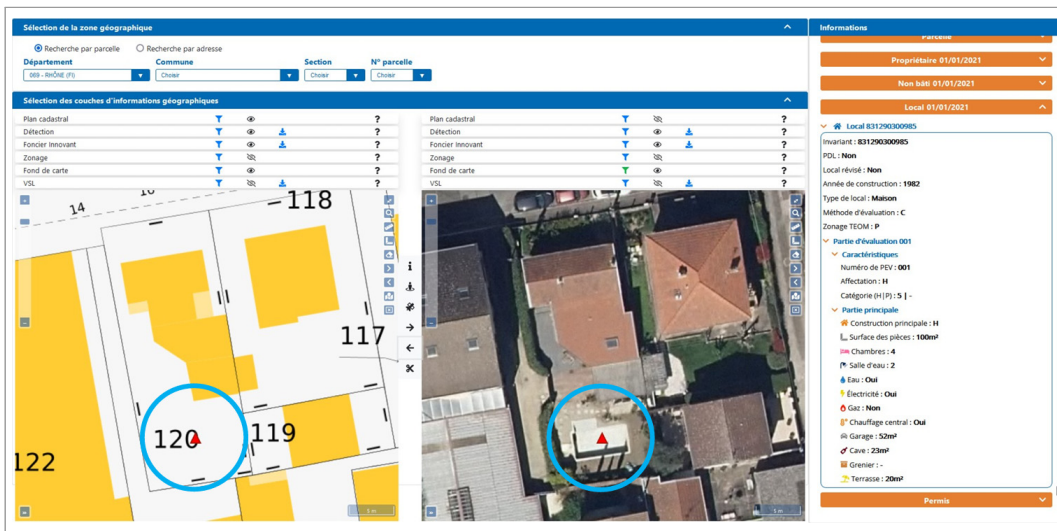 Sélection de la zone géographique
Recherche par parcelle Recherche par adresse
Département Commune Section N° parcelle
069 - RHÔNE (FI) Choisir Choisir Choisir
Sélection des couches d'informations géographiques
Plan cadastral ?
Détection ?
Foncier Innovant ?
Zonage ?
Fond de carte ?
VSL ?
Plan cadastral ?
Détection ?
Foncier Innovant ?
Zonage ?
Fond de carte ?
VSL ?
14
118
117
120
119
122
5 m
5 m
Informations
Parcelle
Propriétaire 01/01/2021
Non bâti 01/01/2021
Local 01/01/2021
Local 831290300985
Invariant : 831290300985
PDL : Non
Local révisé : Non
Année de construction : 1982
Type de local : Maison
Méthode d'évaluation : C
Zonage TEOM : P
Partie d'évaluation 001
Caractéristiques
Numéro de PEV : 001
Affectation : H
Catégorie (H|P) : 5 | -
Partie principale
Construction principale : H
Surface des pièces : 100m²
Chambres : 4
Salle d'eau : 2
Eau : Oui
Électricité : Oui
Gaz : Non
Chauffage central : Oui
Garage : 52m²
Cave : 23m²
Grenier : -
Terrasse : 20m²
Permis